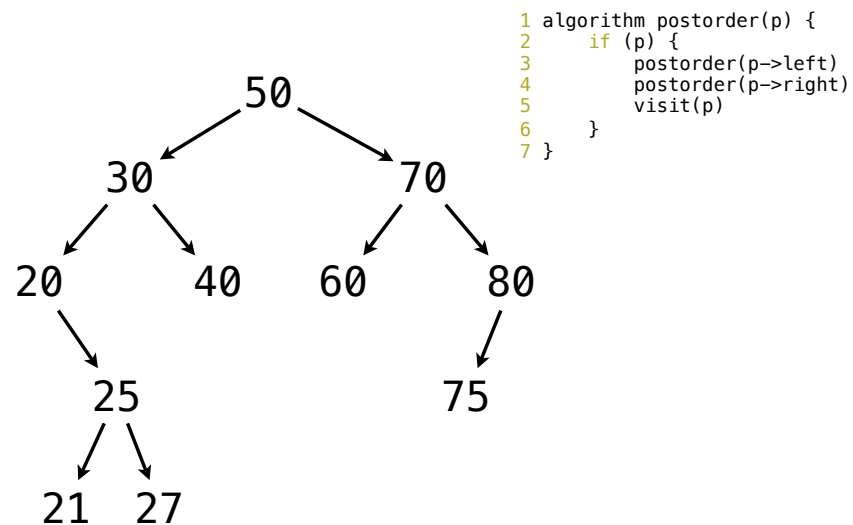 1 algorithm postorder(p) {
2     if (p) {
3         postorder(p->left)
4         postorder(p->right)
5         visit(p)
6     }
7 }
50
30 70
20 40 60 80
25 75
21 27